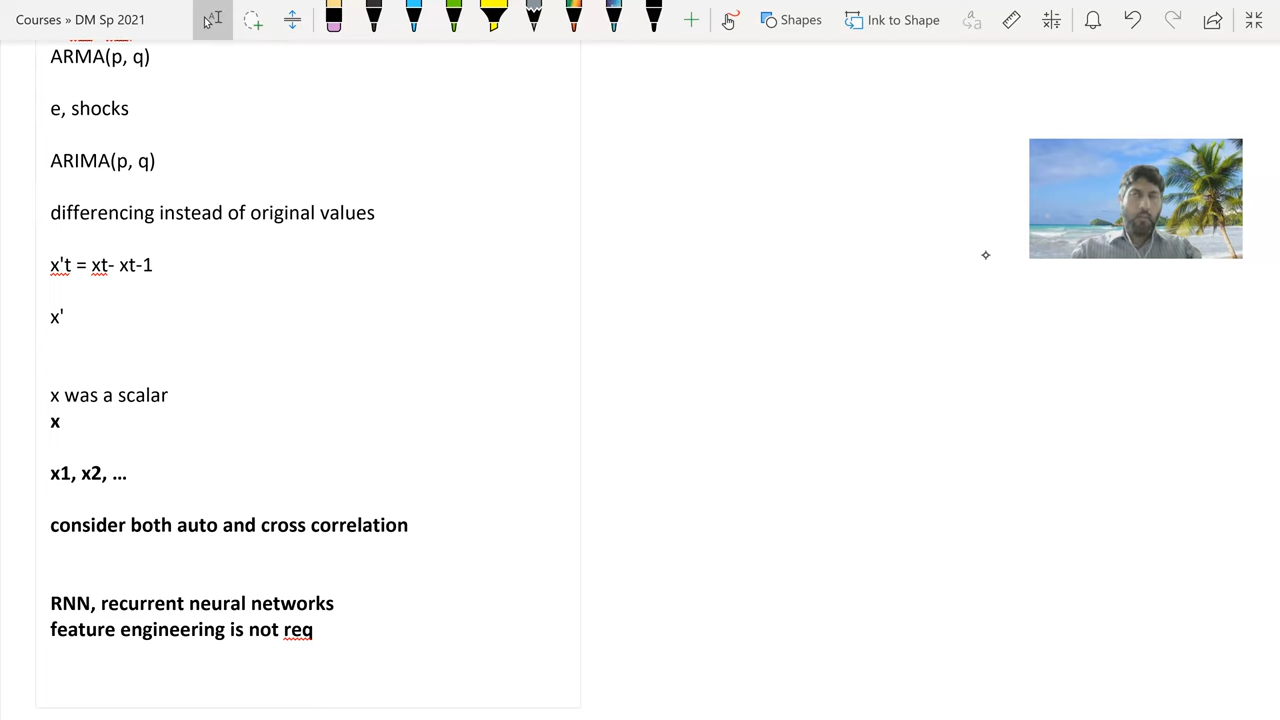 Courses » DM Sp 2021
Shapes
Ink to Shape
ARMA(p, q)
e, shocks
ARIMA(p, q)
differencing instead of original values
x't = xt- xt-1
x'
x was a scalar
x
x1, x2, ...
consider both auto and cross correlation
RNN, recurrent neural networks
feature engineering is not req